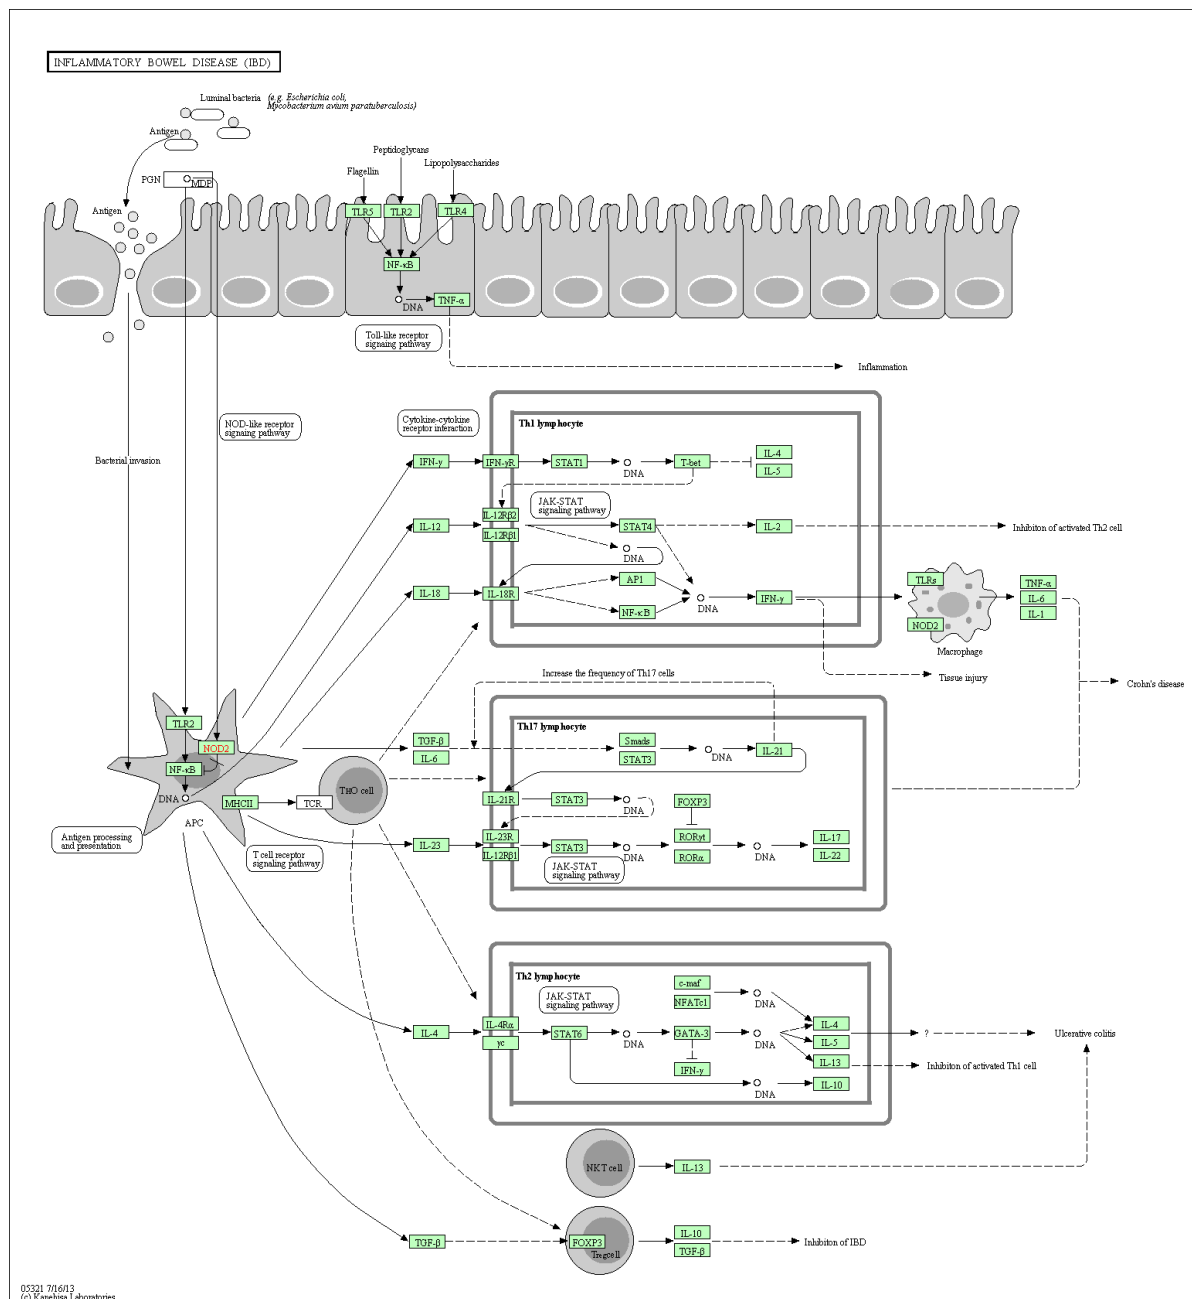 INFLAMMATORY BOWEL DISEASE (IBD)
Luminal bacteria
(e.g. Escherichia coli,
Mycobacterium avium paratuberculosis)
Antigen
PGN
MDP
Antigen
Flagellin
Peptidoglycans
Lipopolysaccharides
TLR5
TLR2
TLR4
NF-κB
DNA
TNF-α
Toll-like receptor
signaing pathway
Inflammation
NOD-like receptor
signaing pathway
Bacterial invasion
Cytokine-cytokine
receptor interaction
Th1 lymphocyte
IFN-γ
IFN-γR
STAT1
DNA
T-bet
IL-4
IL-5
JAK-STAT
signaling pathway
IL-12
IL-12Rβ2
IL-12Rβ1
STAT4
DNA
IL-2
Inhibiton of activated Th2 cell
IL-18
IL-18R
AP1
NF-κB
DNA
IFN-γ
TLRs
NOD2
Macrophage
TNF-α
IL-6
IL-1
Tissue injury
Crohn's disease
Increase the frequency of Th17 cells
Th17 lymphocyte
TLR2
NOD2
NF-κB
DNA
MHCII
TCR
TH0 cell
APC
Antigen processing
and presentation
T cell receptor
signaling pathway
TGF-β
IL-6
Smads
STAT3
DNA
IL-21
IL-21R
STAT3
DNA
FOXP3
IL-23
IL-23R
IL-12Rβ1
STAT3
DNA
RORγt
RORα
DNA
IL-17
IL-22
JAK-STAT
signaling pathway
Th2 lymphocyte
JAK-STAT
signaling pathway
c-maf
NFATc1
DNA
IL-4
IL-4Rα
γc
STAT6
DNA
GATA-3
DNA
IFN-γ
IL-4
IL-5
IL-13
DNA
IL-10
?
Ulcerative colitis
Inhibiton of activated Th1 cell
NKT cell
IL-13
TGF-β
FOXP3
Treg cell
IL-10
TGF-β
Inhibiton of IBD
05321 7/16/13
(c) Kanehisa Laboratories